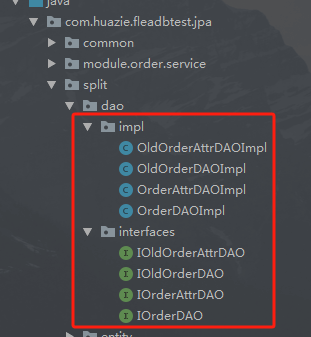 java
com.huazie.fleadbtest.jpa
common
module.order.service
split
dao
impl
OldOrderAttrDAOImpl
OldOrderDAOImpl
OrderAttrDAOImpl
OrderDAOImpl
interfaces
IOldOrderAttrDAO
IOldOrderDAO
IOrderAttrDAO
IOrderDAO
entity